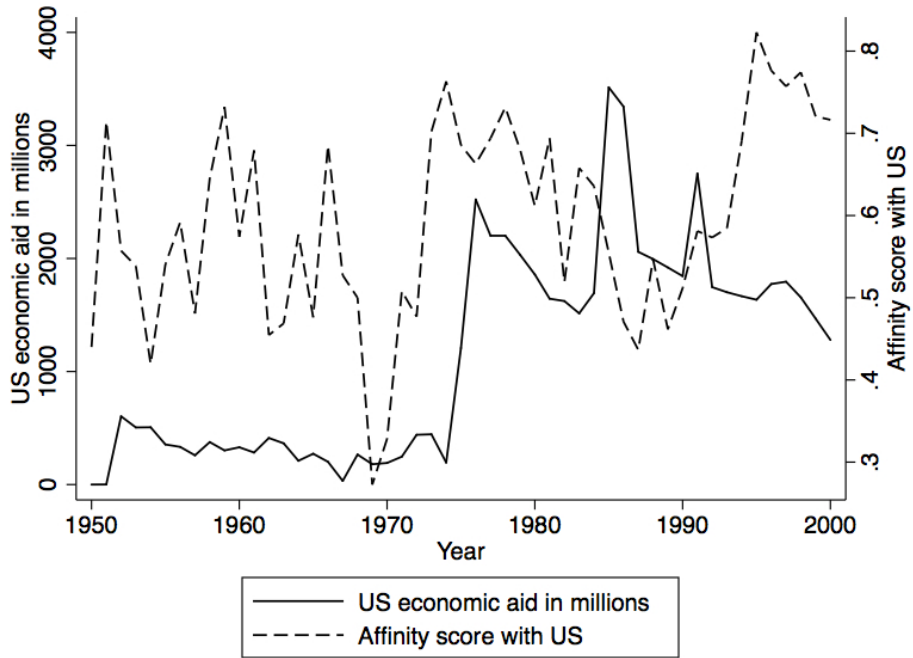 US economic aid in millions
4000
3000
2000
1000
0
Affinity score with US
.8
.7
.6
.5
.4
.3
1950 1960 1970 1980 1990 2000
Year
US economic aid in millions
Affinity score with US